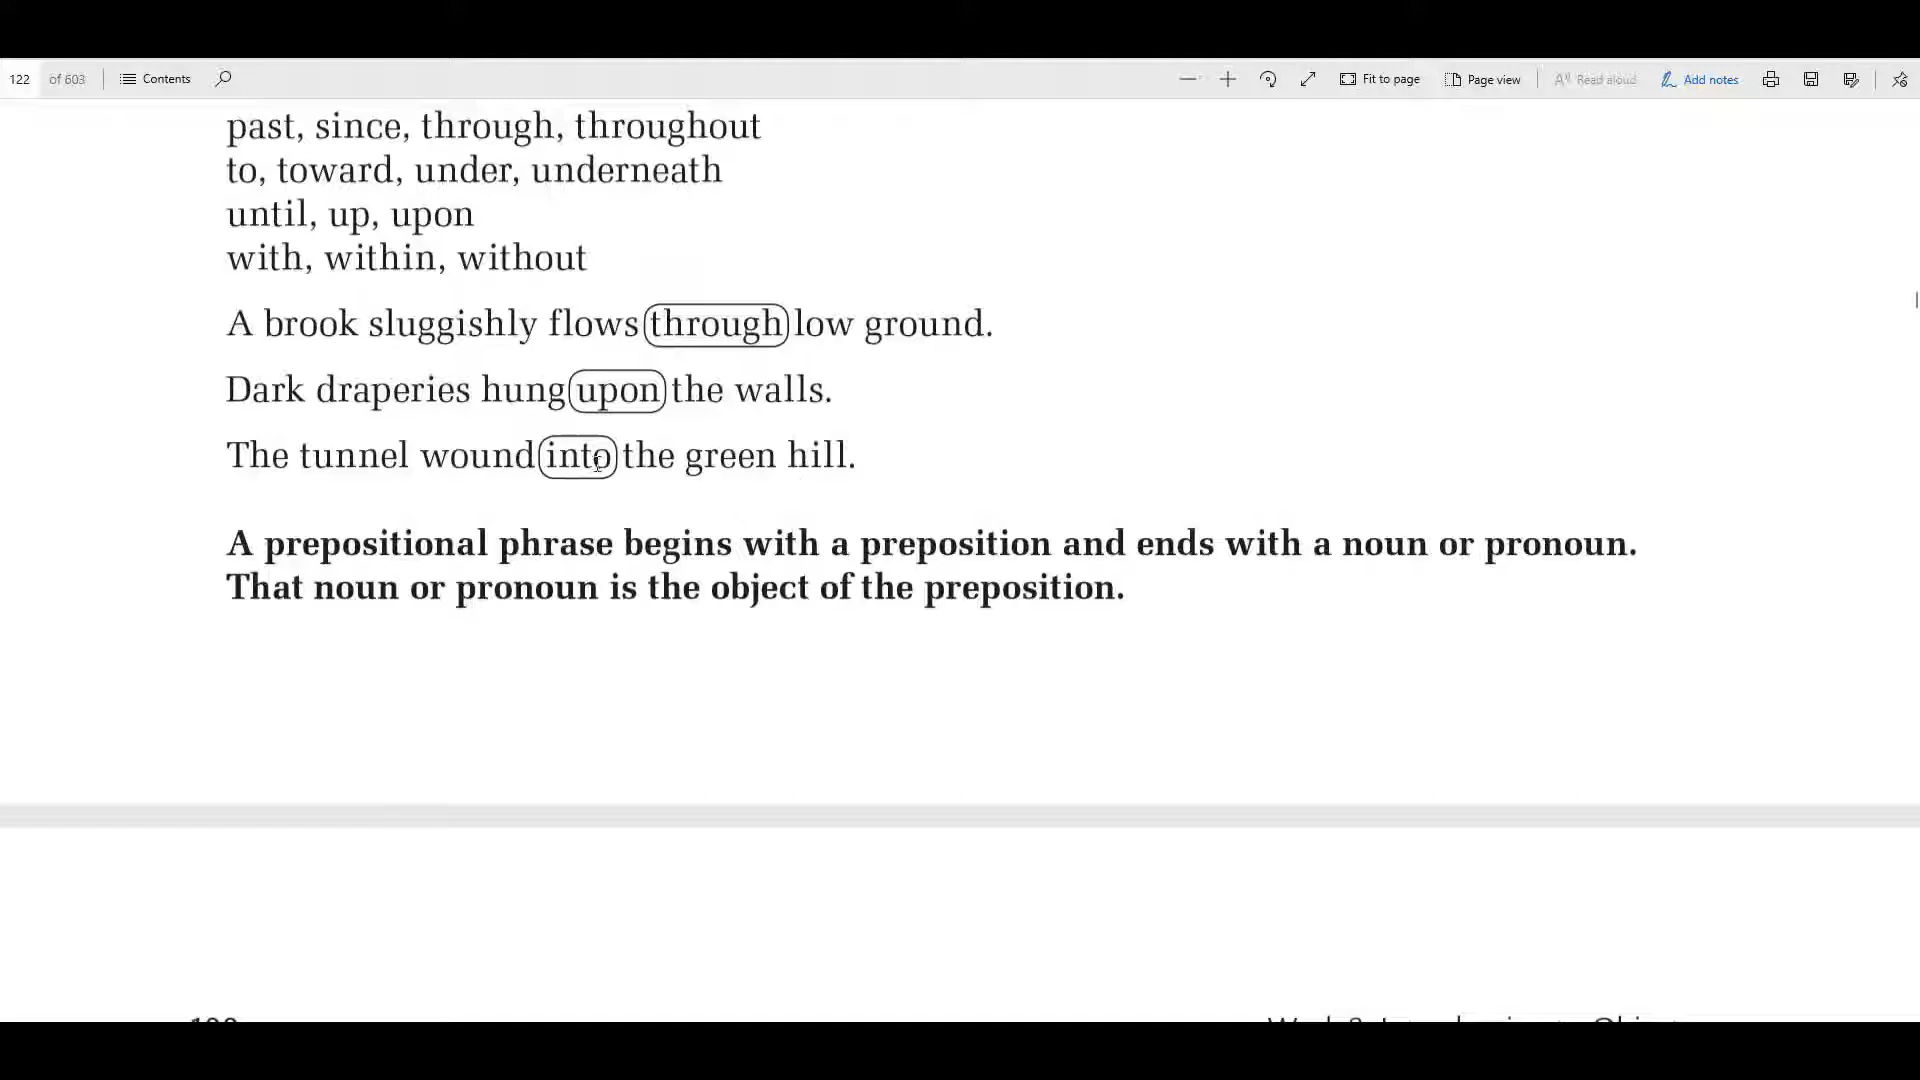 122 of 603 Contents Fit to page Page view Read aloud Add notes
past, since, through, throughout
to, toward, under, underneath
until, up, upon
with, within, without
A brook sluggishly flows through low ground.
Dark draperies hung upon the walls.
The tunnel wound into the green hill.
A prepositional phrase begins with a preposition and ends with a noun or pronoun.
That noun or pronoun is the object of the preposition.